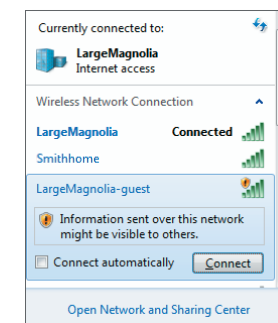 Currently connected to:
LargeMagnolia
Internet access
Wireless Network Connection
LargeMagnolia Connected
Smithhome
LargeMagnolia-guest
Information sent over this network
might be visible to others.
Connect automatically Connect
Open Network and Sharing Center